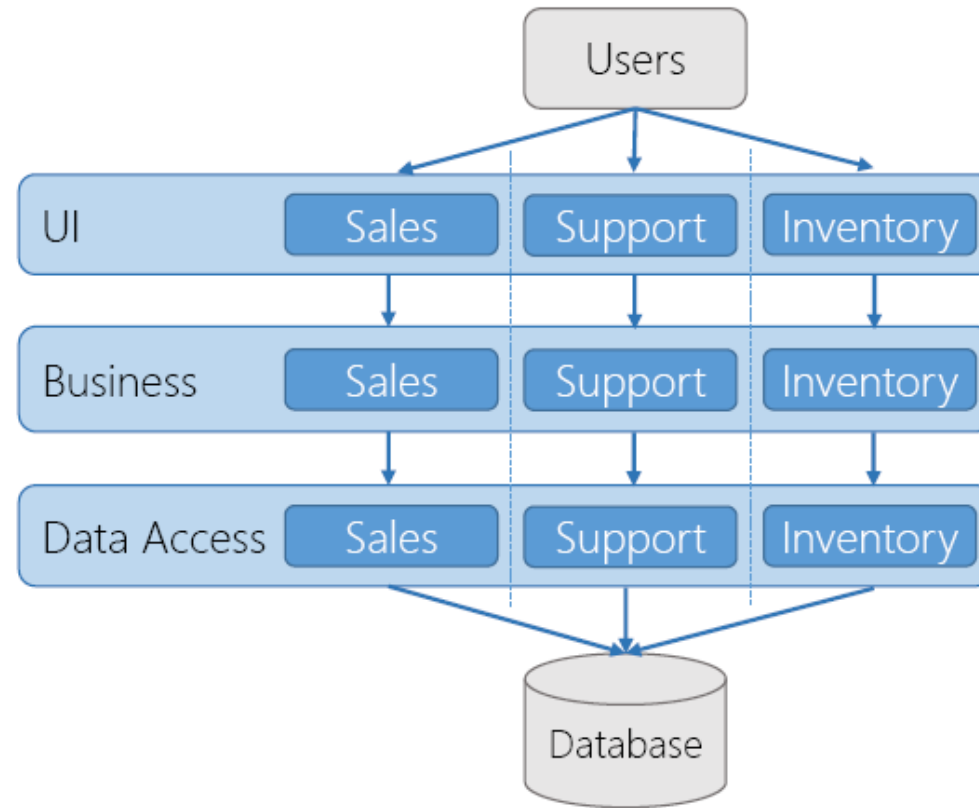 Users
UI
Sales
Support
Inventory
Business
Sales
Support
Inventory
Data Access
Sales
Support
Inventory
Database